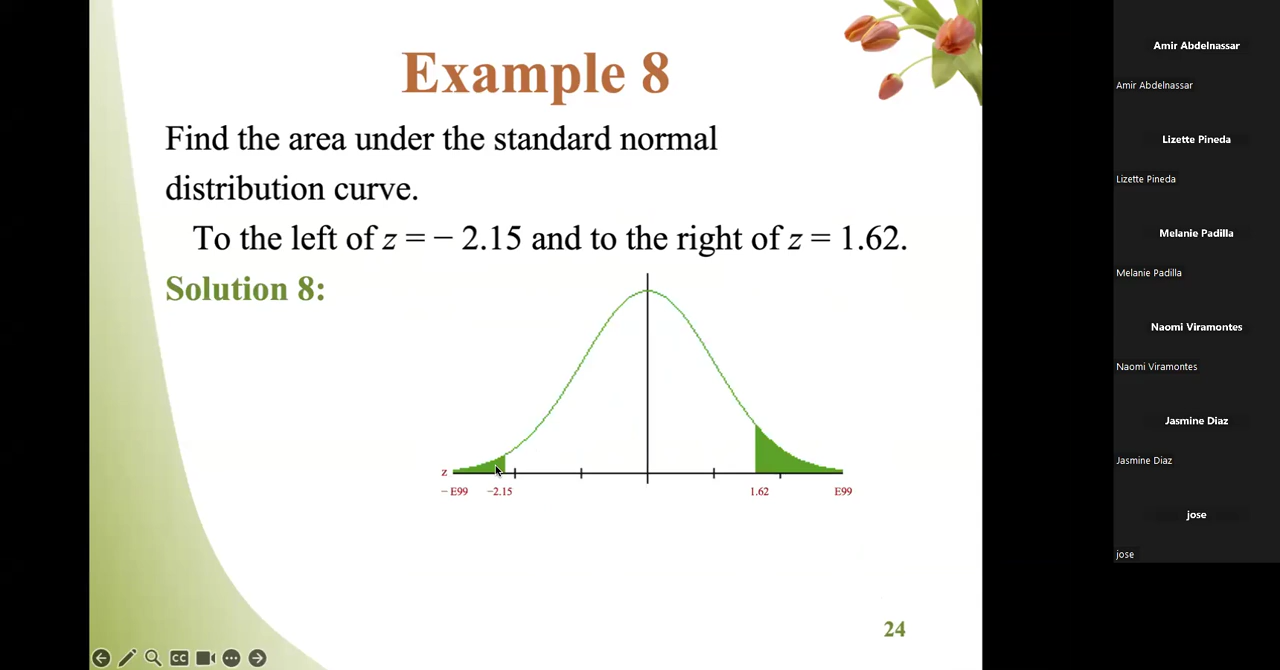 Example 8
Find the area under the standard normal
distribution curve.
To the left of z = − 2.15 and to the right of z = 1.62.
Solution 8:
z
− E99
−2.15
1.62
E99
24
CC
Amir Abdelnassar
Amir Abdelnassar
Lizette Pineda
Lizette Pineda
Melanie Padilla
Melanie Padilla
Naomi Viramontes
Naomi Viramontes
Jasmine Diaz
Jasmine Diaz
jose
jose